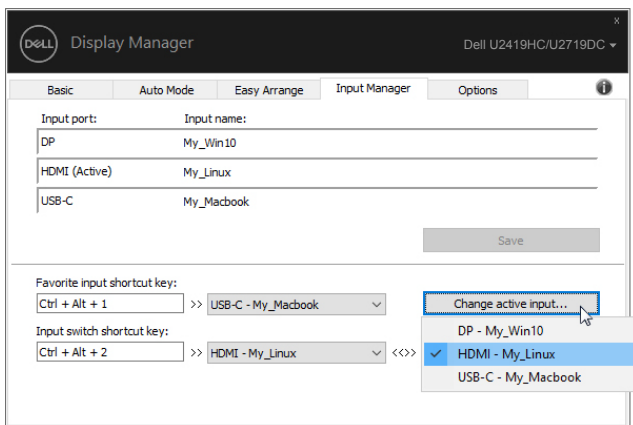 x
DELL Display Manager Dell U2419HC/U2719DC
Basic Auto Mode Easy Arrange Input Manager Options i
Input port: Input name:
DP My_Win10
HDMI (Active) My_Linux
USB-C My_Macbook
Save
Favorite input shortcut key:
Ctrl + Alt + 1 >> USB-C - My_Macbook Change active input...
Input switch shortcut key:
Ctrl + Alt + 2 >> HDMI - My_Linux <<>>
DP - My_Win10
HDMI - My_Linux
USB-C - My_Macbook